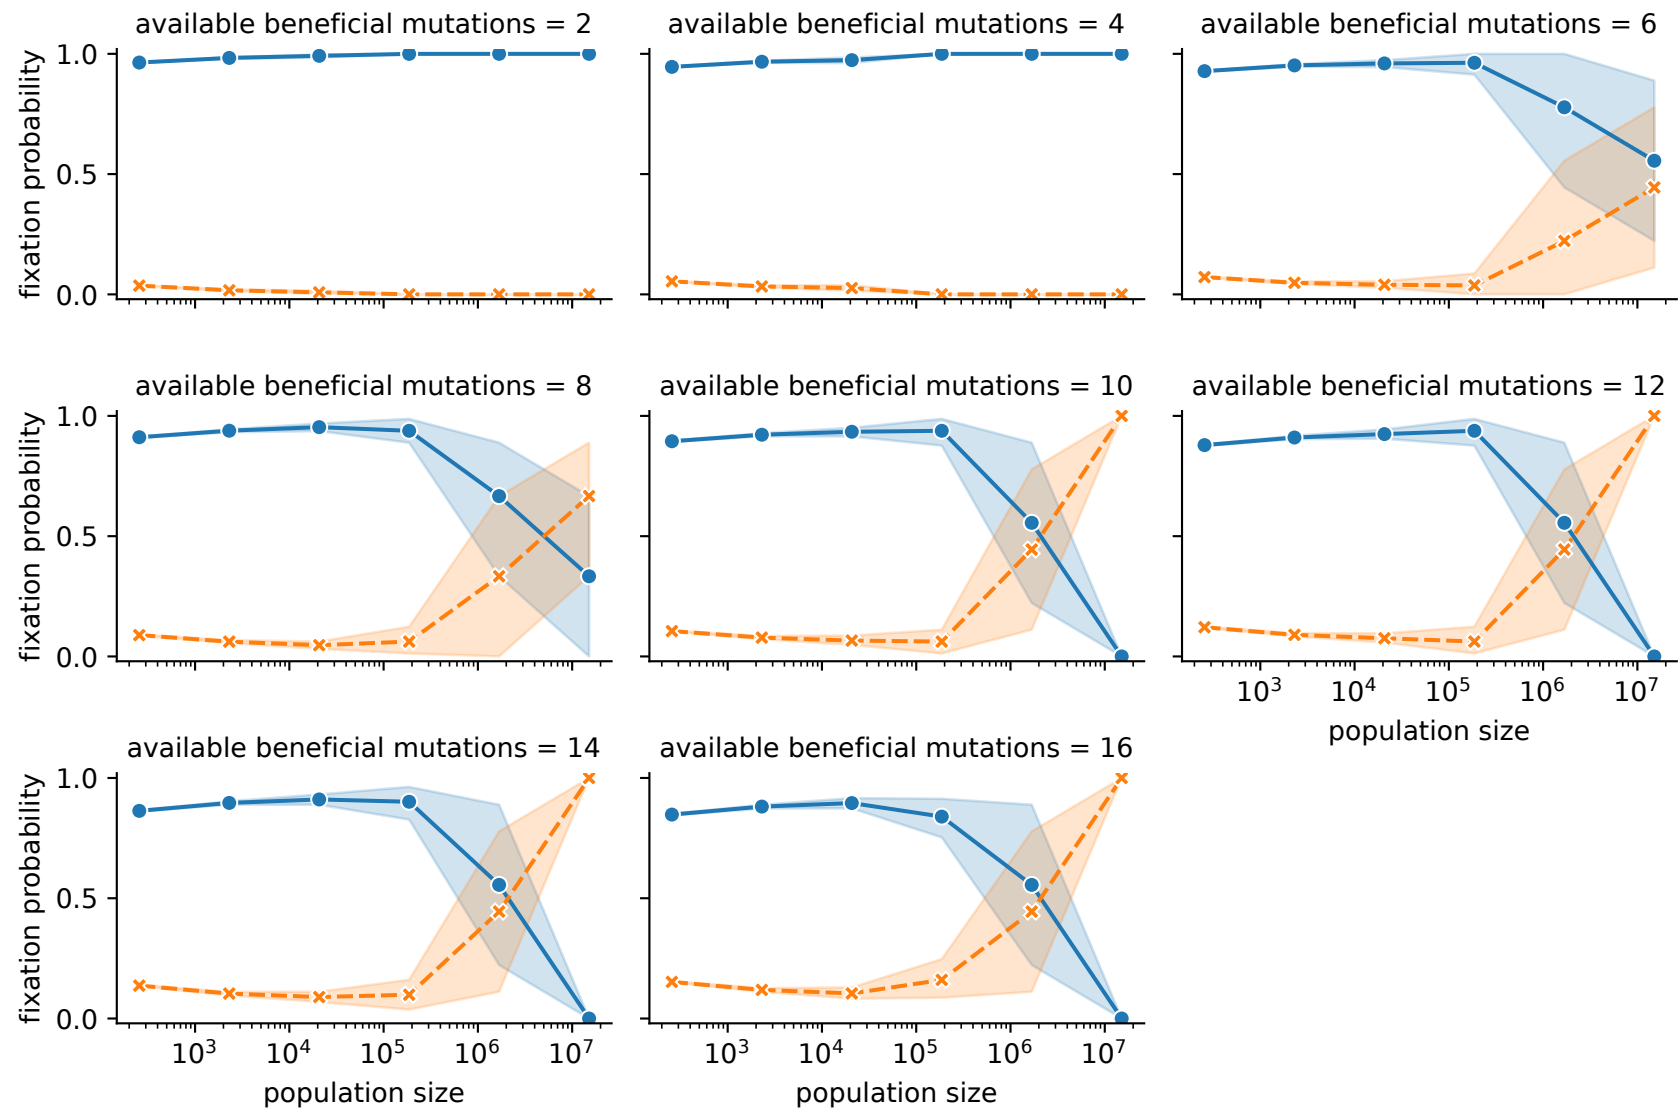 available beneficial mutations = 2
available beneficial mutations = 4
available beneficial mutations = 6
fixation probability
1.0
0.5
0.0
10³ 10⁴ 10⁵ 10⁶ 10⁷
population size
available beneficial mutations = 8
available beneficial mutations = 10
available beneficial mutations = 12
fixation probability
1.0
0.5
0.0
10³ 10⁴ 10⁵ 10⁶ 10⁷
population size
available beneficial mutations = 14
available beneficial mutations = 16
fixation probability
1.0
0.5
0.0
10³ 10⁴ 10⁵ 10⁶ 10⁷
population size